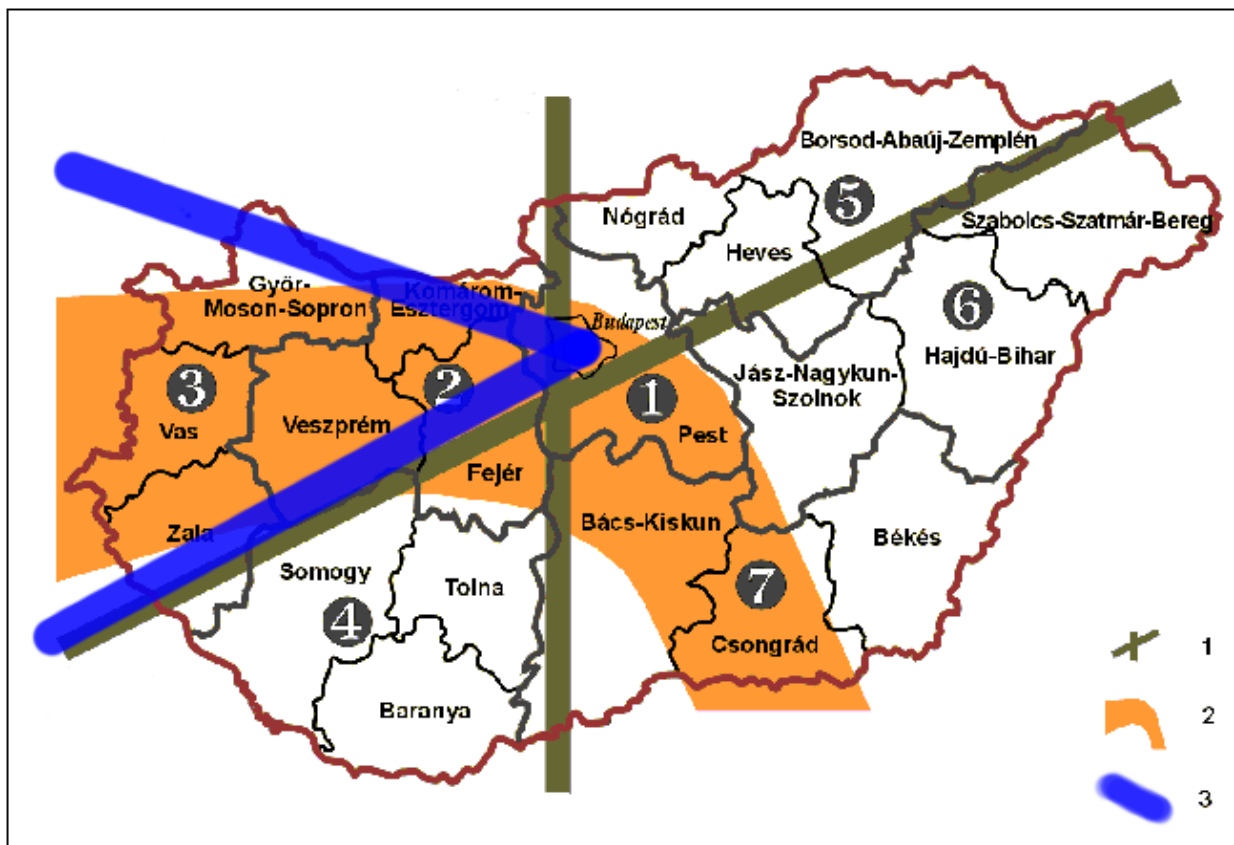 Borsod-Abaúj-Zemplén
5
Nógrád
Szabolcs-Szatmár-Bereg
Heves
Györ-
Moson-Sopron
Komárom-
Esztergom
Budapest
6
Hajdú-Bihar
3
2
1
Jász-Nagykun-
Szolnok
Vas
Veszprém
Pest
Fejér
Zala
Bács-Kiskun
Békés
Somogy
Tolna
7
4
Csongrád
Baranya
1
2
3